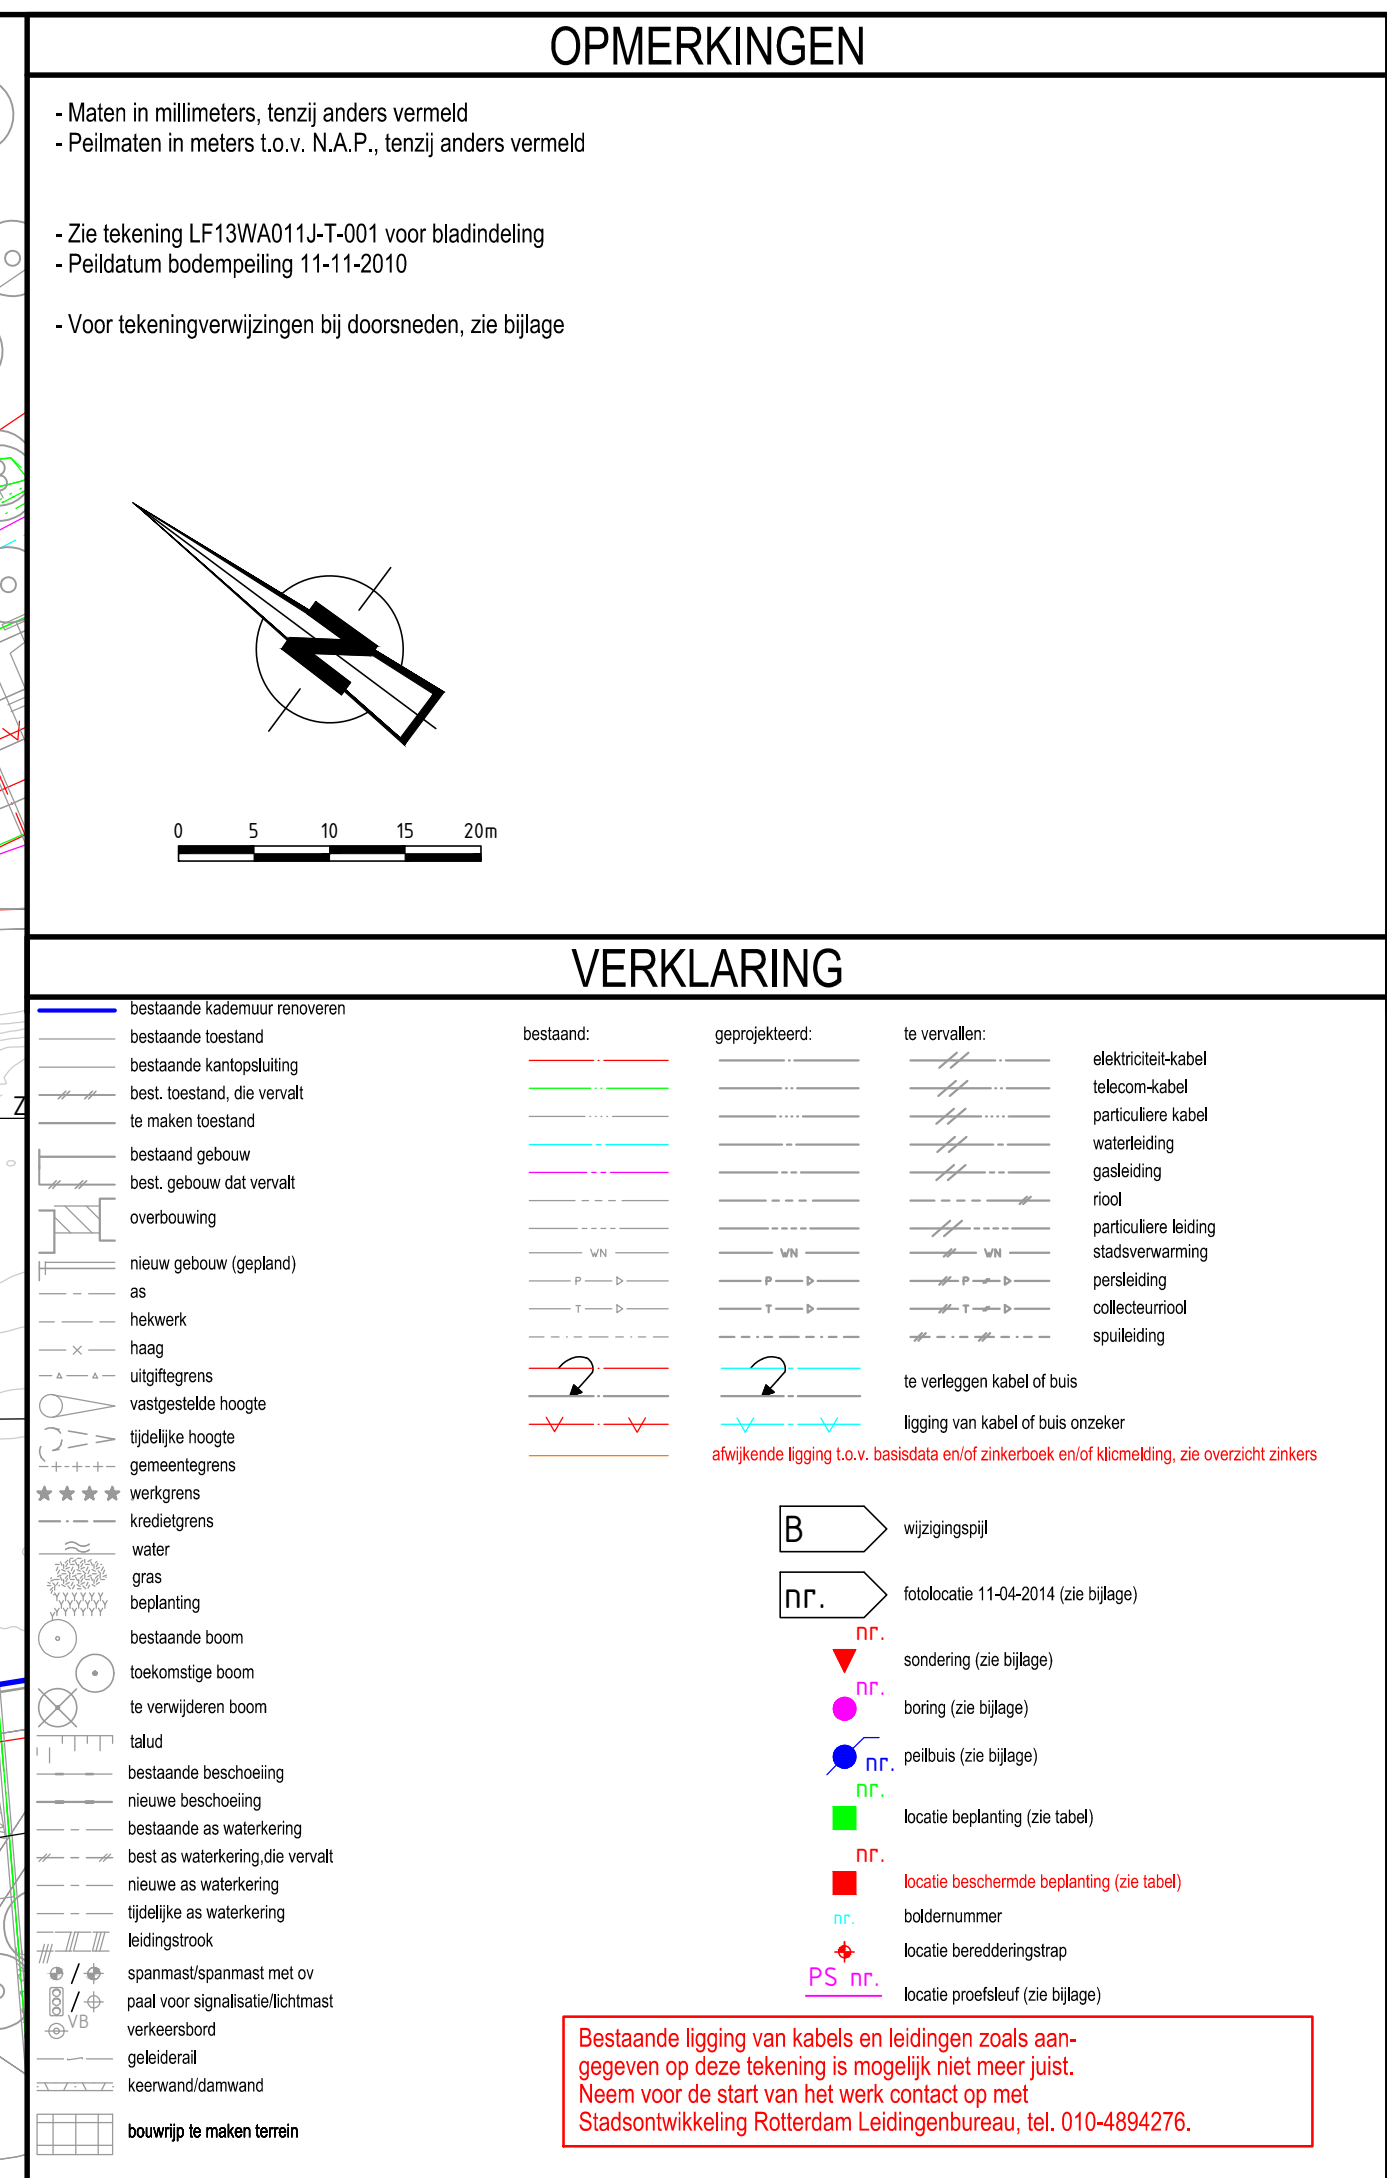 OPMERKINGEN
- Maten in millimeters, tenzij anders vermeld
- Peilmaten in meters t.o.v. N.A.P., tenzij anders vermeld
- Zie tekening LF13WA011J-T-001 voor bladindeling
- Peildatum bodempeiling 11-11-2010
- Voor tekeningverwijzingen bij doorsneden, zie bijlage
N
0 5 10 15 20m
VERKLARING
bestaande kademuur renoveren
bestaande toestand
bestaande kantopsluiting
best. toestand, die vervalt
te maken toestand
bestaand gebouw
best. gebouw dat vervalt
overbouwing
nieuw gebouw (gepland)
as
hekwerk
haag
uitgiftegrens
vastgestelde hoogte
tijdelijke hoogte
gemeentegrens
werkgrens
kredietgrens
water
gras
beplanting
bestaande boom
toekomstige boom
te verwijderen boom
talud
bestaande beschoeiing
nieuwe beschoeiing
bestaande as waterkering
best as waterkering,die vervalt
nieuwe as waterkering
tijdelijke as waterkering
leidingstrook
/ spanmast/spanmast met ov
/ paal voor signalisatie/lichtmast
VB verkeersbord
geleiderail
keerwand/damwand
bouwrijp te maken terrein
bestaand: geprojekteerd: te vervallen:
elektriciteit-kabel
telecom-kabel
particuliere kabel
waterleiding
gasleiding
riool
particuliere leiding
WN WN WN stadsverwarming
P P P persleiding
T T T collecteurriool
spuileiding
te verleggen kabel of buis
ligging van kabel of buis onzeker
afwijkende ligging t.o.v. basisdata en/of zinkerboek en/of klicmelding, zie overzicht zinkers
B wijzigingspijl
nr. fotolocatie 11-04-2014 (zie bijlage)
nr.
sondering (zie bijlage)
nr.
boring (zie bijlage)
nr. peilbuis (zie bijlage)
nr.
locatie beplanting (zie tabel)
nr.
locatie beschermde beplanting (zie tabel)
nr. boldernummer
locatie beredderingstrap
PS nr.
locatie proefsleuf (zie bijlage)
Bestaande ligging van kabels en leidingen zoals aan-
gegeven op deze tekening is mogelijk niet meer juist.
Neem voor de start van het werk contact op met
Stadsontwikkeling Rotterdam Leidingenbureau, tel. 010-4894276.